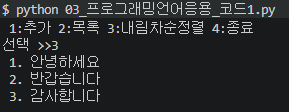 $ python 03_프로그래밍언어응용_코드1.py
1:추가 2:목록 3:내림차순정렬 4:종료
선택 >>3
1. 안녕하세요
2. 반갑습니다
3. 감사합니다